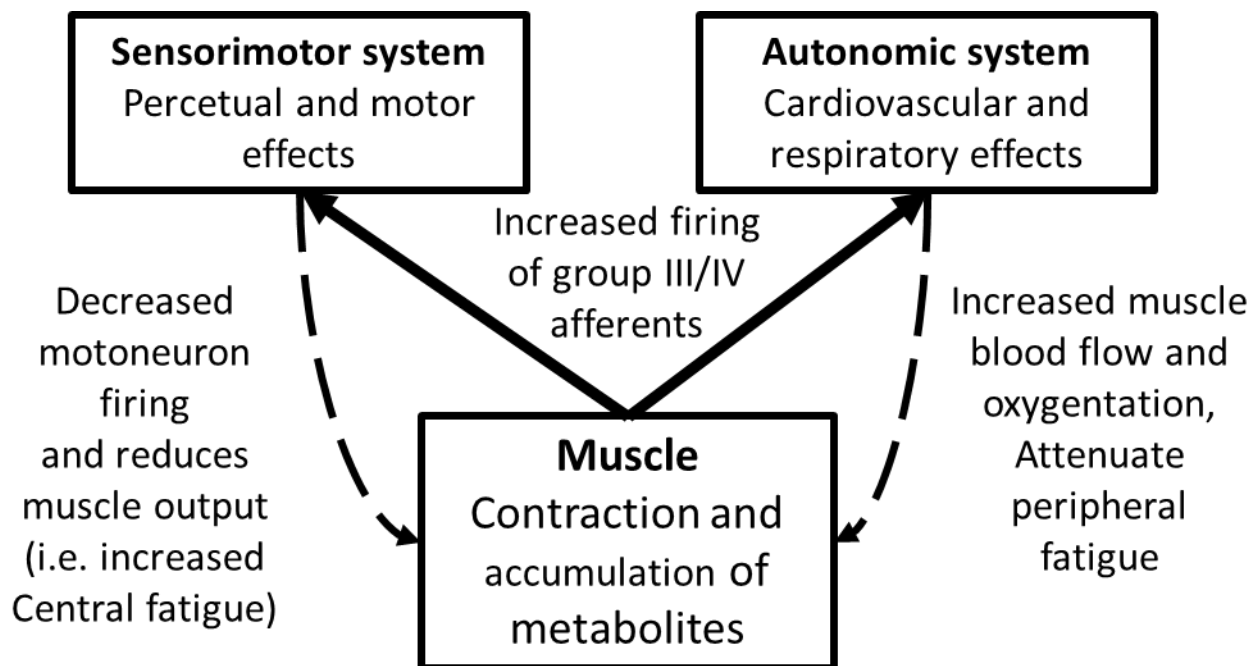 Sensorimotor system
Percetual and motor
effects
Autonomic system
Cardiovascular and
respiratory effects
Increased firing
of group III/IV
afferents
Decreased
motoneuron
firing
and reduces
muscle output
(i.e. increased
Central fatigue)
Increased muscle
blood flow and
oxygentation,
Attenuate
peripheral
fatigue
Muscle
Contraction and
accumulation of
metabolites